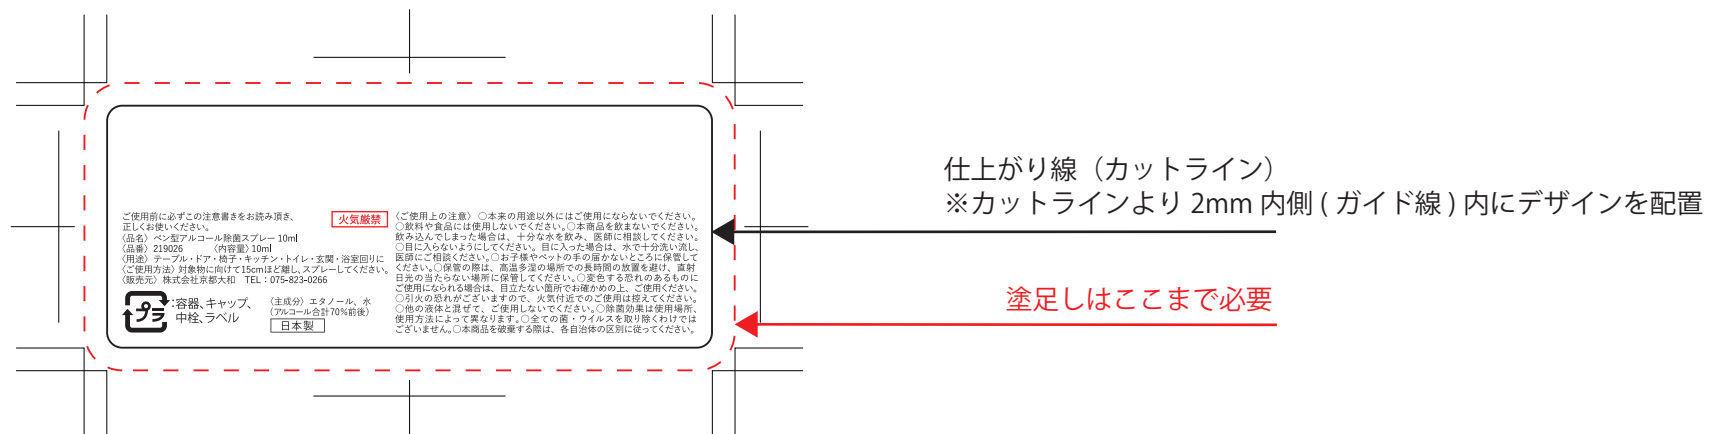 ご使用前に必ずこの注意書きをお読み頂き、
正しくお使いください。
〈品名〉ペン型アルコール除菌スプレー 10ml
〈品番〉219026 〈内容量〉10ml
〈用途〉テーブル・ドア・椅子・キッチン・トイレ・玄関・浴室回りに
〈ご使用方法〉対象物に向けて15cmほど離し、スプレーしてください。
〈販売元〉株式会社京都大和 TEL：075-823-0266
プラ
:容器、キャップ、
中栓、ラベル
〈主成分〉エタノール、水
(アルコール合計70%前後)
日本製
火気厳禁
〈ご使用上の注意〉○本来の用途以外にはご使用にならないでください。
○飲料や食品には使用しないでください。○本商品を飲まないでください。
飲み込んでしまった場合は、十分な水を飲み、医師に相談してください。
○目に入らないようにしてください。目に入った場合は、水で十分洗い流し、
医師にご相談ください。○お子様やペットの手の届かないところに保管して
ください。○保管の際は、高温多湿の場所での長時間の放置を避け、直射
日光の当たらない場所に保管してください。○変色する恐れのあるものに
ご使用になられる場合は、目立たない箇所でお確かめの上、ご使用ください。
○引火の恐れがございますので、火気付近でのご使用は控えてください。
○他の液体と混ぜて、ご使用しないでください。○除菌効果は使用場所、
使用方法によって異なります。○全ての菌・ウイルスを取り除くわけでは
ございません。○本商品を破棄する際は、各自治体の区別に従ってください。
仕上がり線（カットライン）
※カットラインより 2mm 内側 ( ガイド線 ) 内にデザインを配置
塗足しはここまで必要